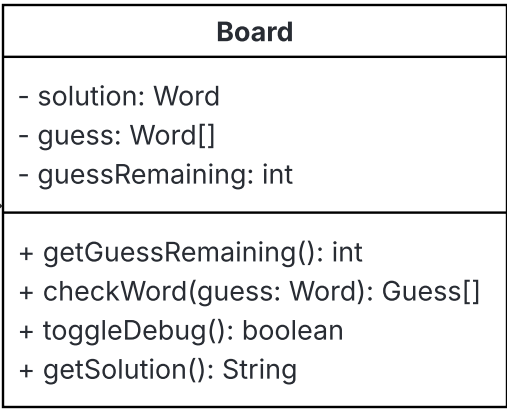 Board
- solution: Word
- guess: Word[]
- guessRemaining: int
+ getGuessRemaining(): int
+ checkWord(guess: Word): Guess[]
+ toggleDebug(): boolean
+ getSolution(): String